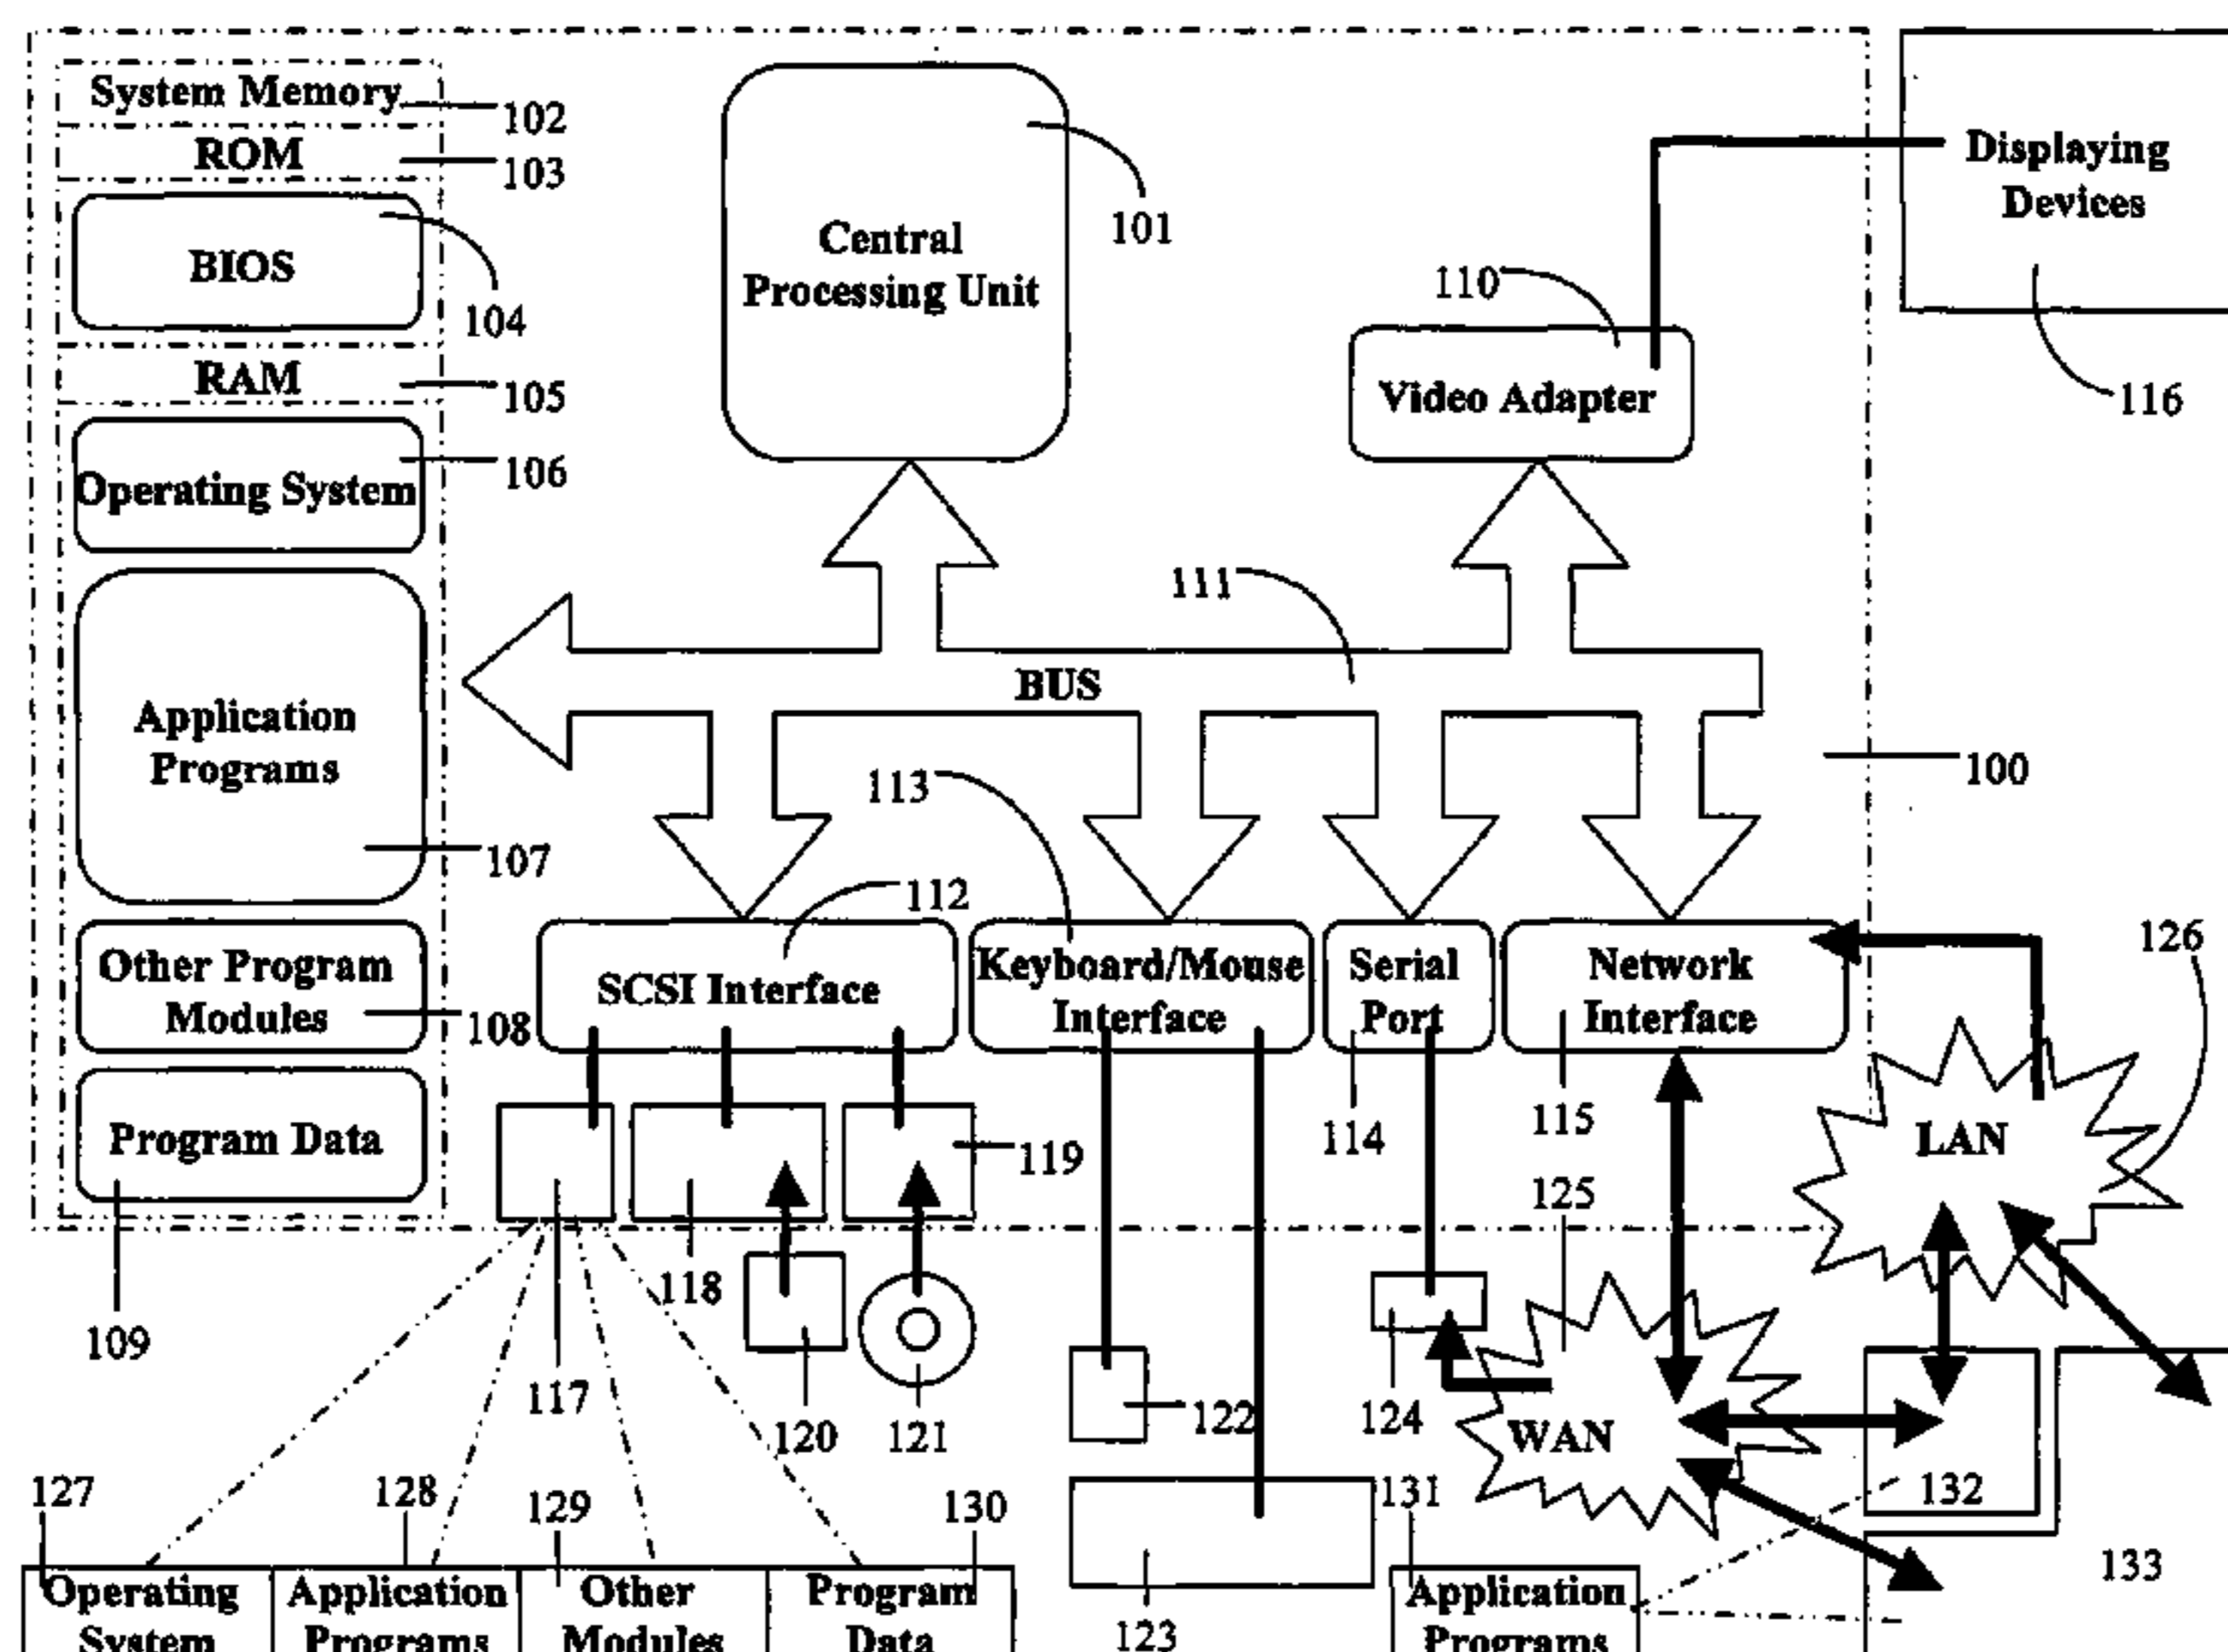 System Memory
102
ROM
103
BIOS
104
RAM
105
Operating System
106
Application
Programs
107
Other Program
Modules
108
Program Data
109
Central
Processing Unit
101
110
Video Adapter
Displaying
Devices
116
111
BUS
100
113
112
SCSI Interface
Keyboard/Mouse
Interface
Serial
Port
Network
Interface
126
114
115
119
LAN
125
118
117
120
121
122
124
WAN
132
127
128
129
130
131
133
Operating
System
Application
Programs
Other
Modules
Program
Data
123
Application
Programs